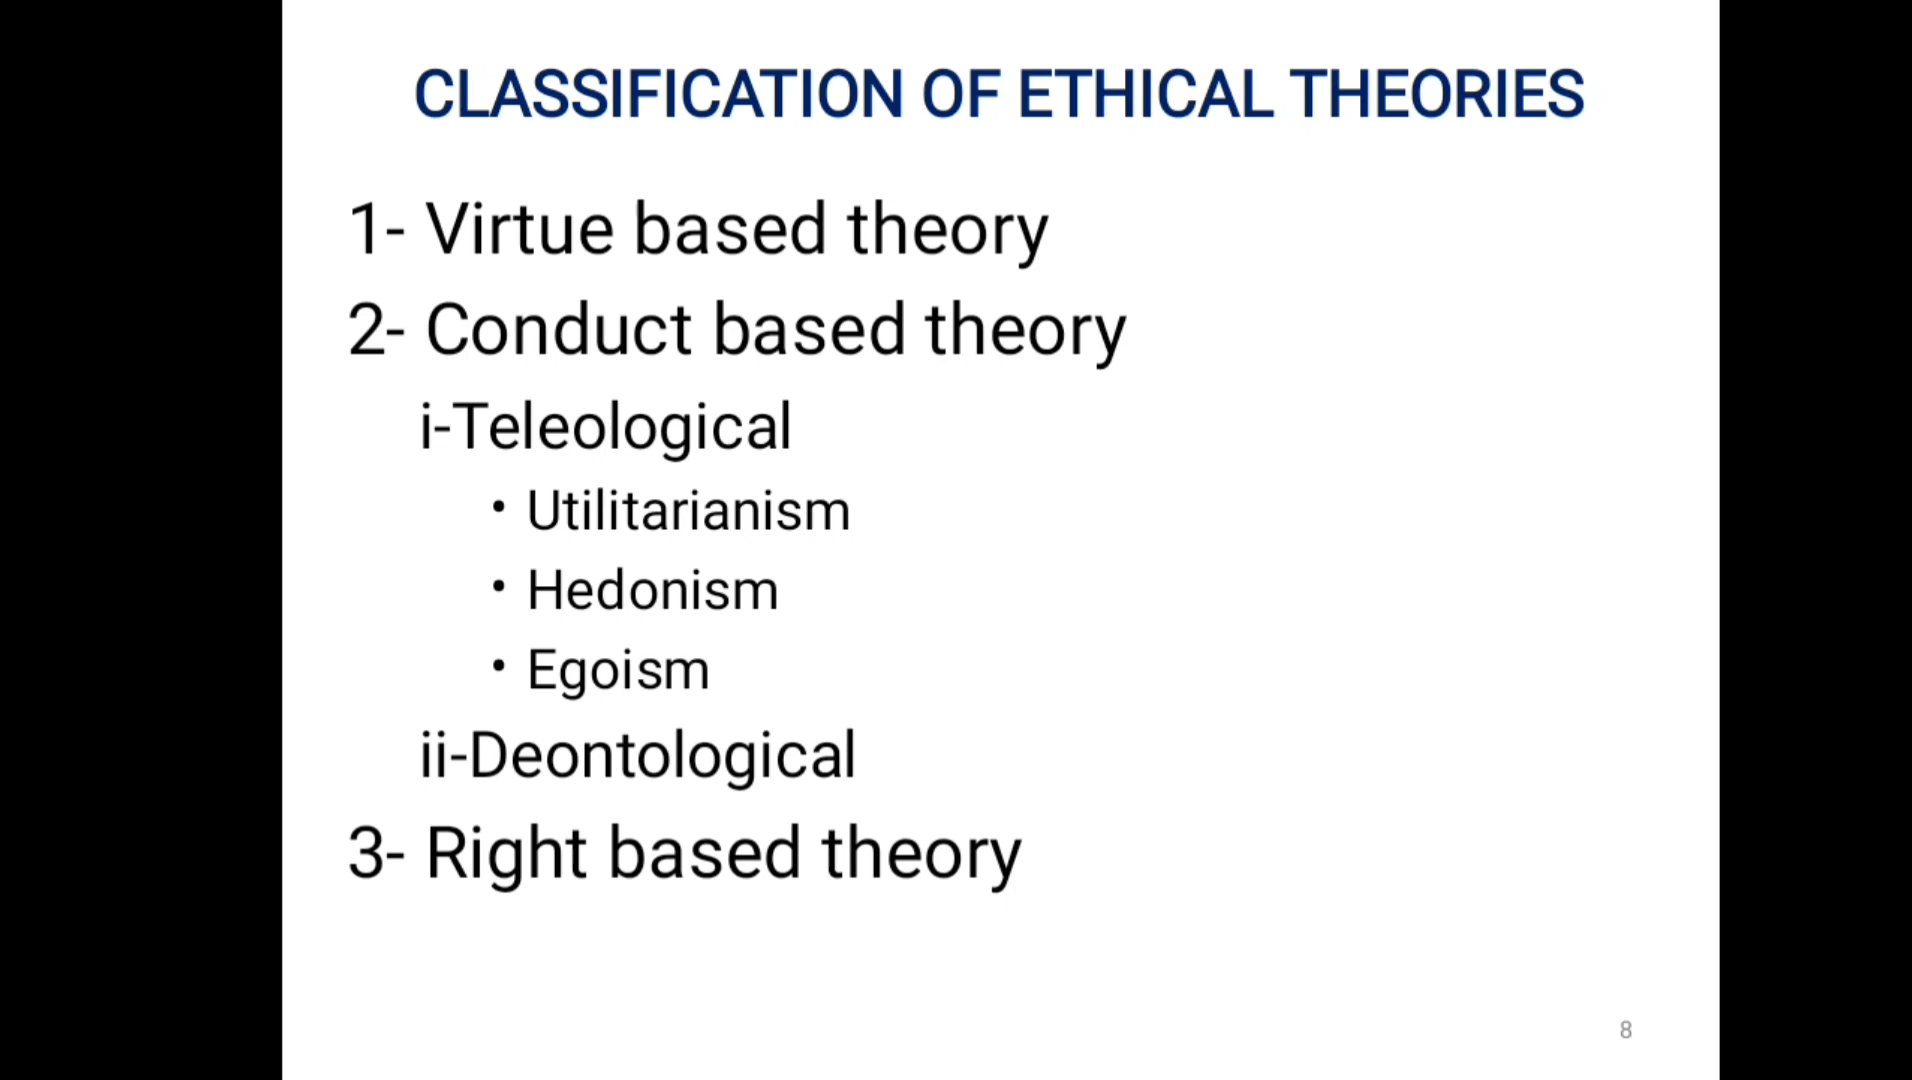 CLASSIFICATION OF ETHICAL THEORIES
1- Virtue based theory
2- Conduct based theory
i-Teleological
• Utilitarianism
• Hedonism
• Egoism
ii-Deontological
3- Right based theory
8